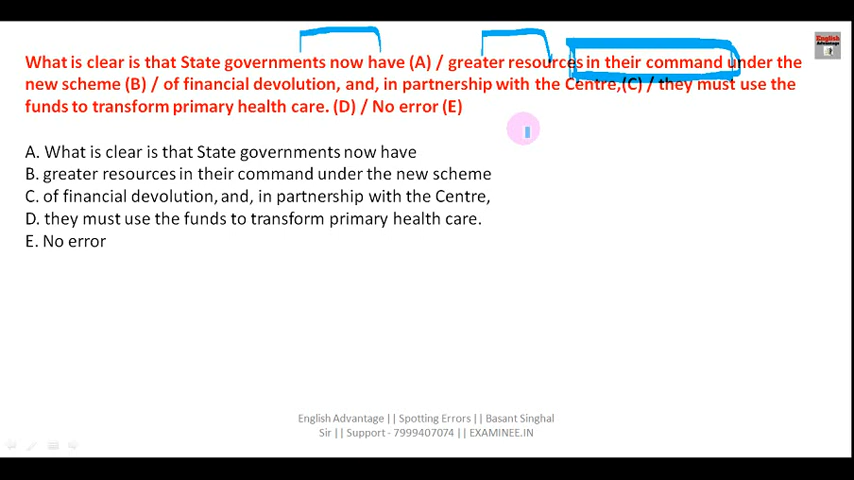 English
Advantage
What is clear is that State governments now have (A) / greater resources in their command under the
new scheme (B) / of financial devolution, and, in partnership with the Centre,(C) / they must use the
funds to transform primary health care. (D) / No error (E)
A. What is clear is that State governments now have
B. greater resources in their command under the new scheme
C. of financial devolution, and, in partnership with the Centre,
D. they must use the funds to transform primary health care.
E. No error
English Advantage || Spotting Errors || Basant Singhal
Sir || Support - 7999407074 || EXAMINEE.IN